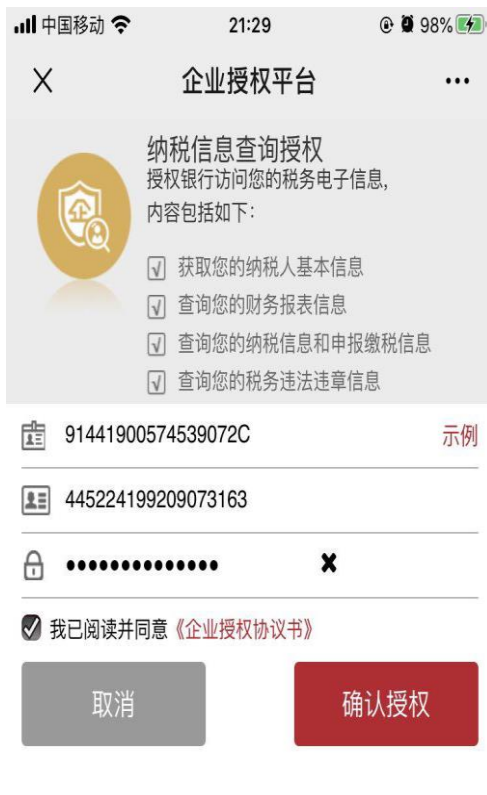 中国移动 21:29 98%
企业授权平台
纳税信息查询授权
授权银行访问您的税务电子信息,
内容包括如下:
企
√ 获取您的纳税人基本信息
√ 查询您的财务报表信息
√ 查询您的纳税信息和申报缴税信息
√ 查询您的税务违法违章信息
91441900574539072C 示例
445224199209073163
••••••••••••••
我已阅读并同意《企业授权协议书》
取消 确认授权